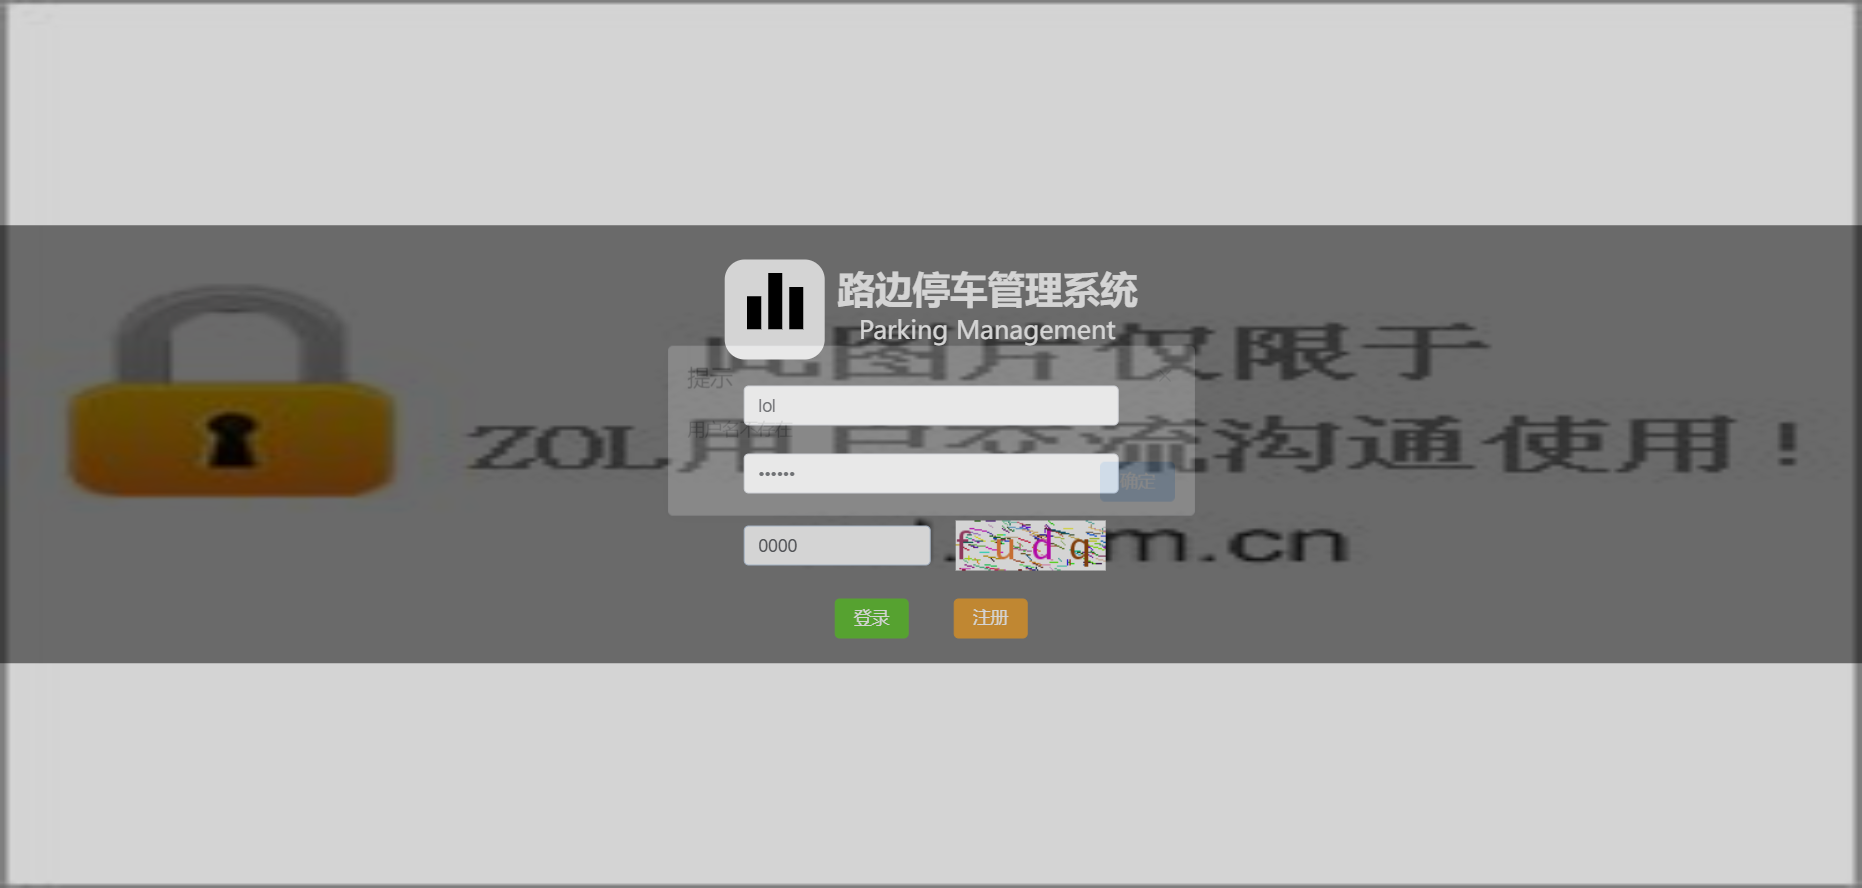 路边停车管理系统
Parking Management
此图片仅限于
提示
lol
用户名不存在
ZOL用户交流沟通使用！
••••••
确定
0000
fudq
m.cn
登录
注册